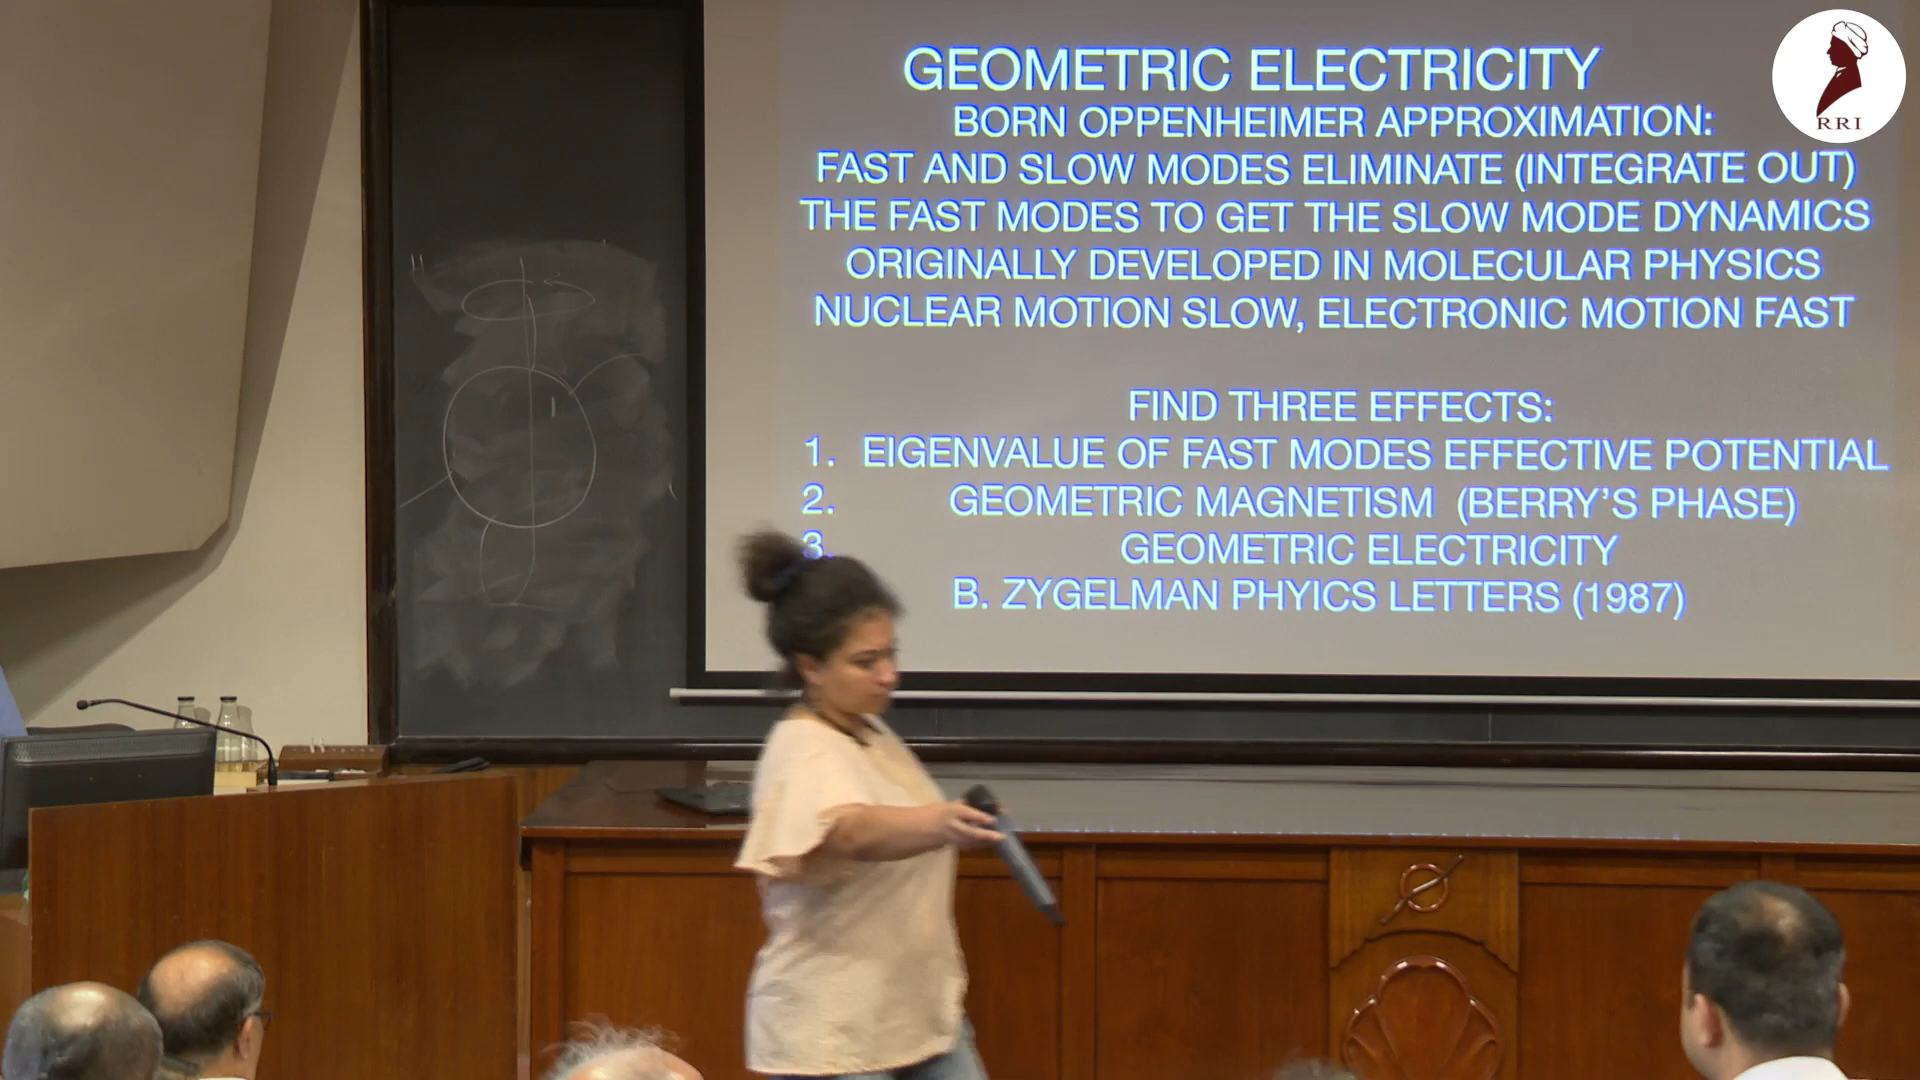 GEOMETRIC ELECTRICITY
BORN OPPENHEIMER APPROXIMATION:
FAST AND SLOW MODES ELIMINATE (INTEGRATE OUT)
THE FAST MODES TO GET THE SLOW MODE DYNAMICS
ORIGINALLY DEVELOPED IN MOLECULAR PHYSICS
NUCLEAR MOTION SLOW, ELECTRONIC MOTION FAST
FIND THREE EFFECTS:
1. EIGENVALUE OF FAST MODES EFFECTIVE POTENTIAL
2. GEOMETRIC MAGNETISM (BERRY'S PHASE)
3. GEOMETRIC ELECTRICITY
B. ZYGELMAN PHYICS LETTERS (1987)
RRI